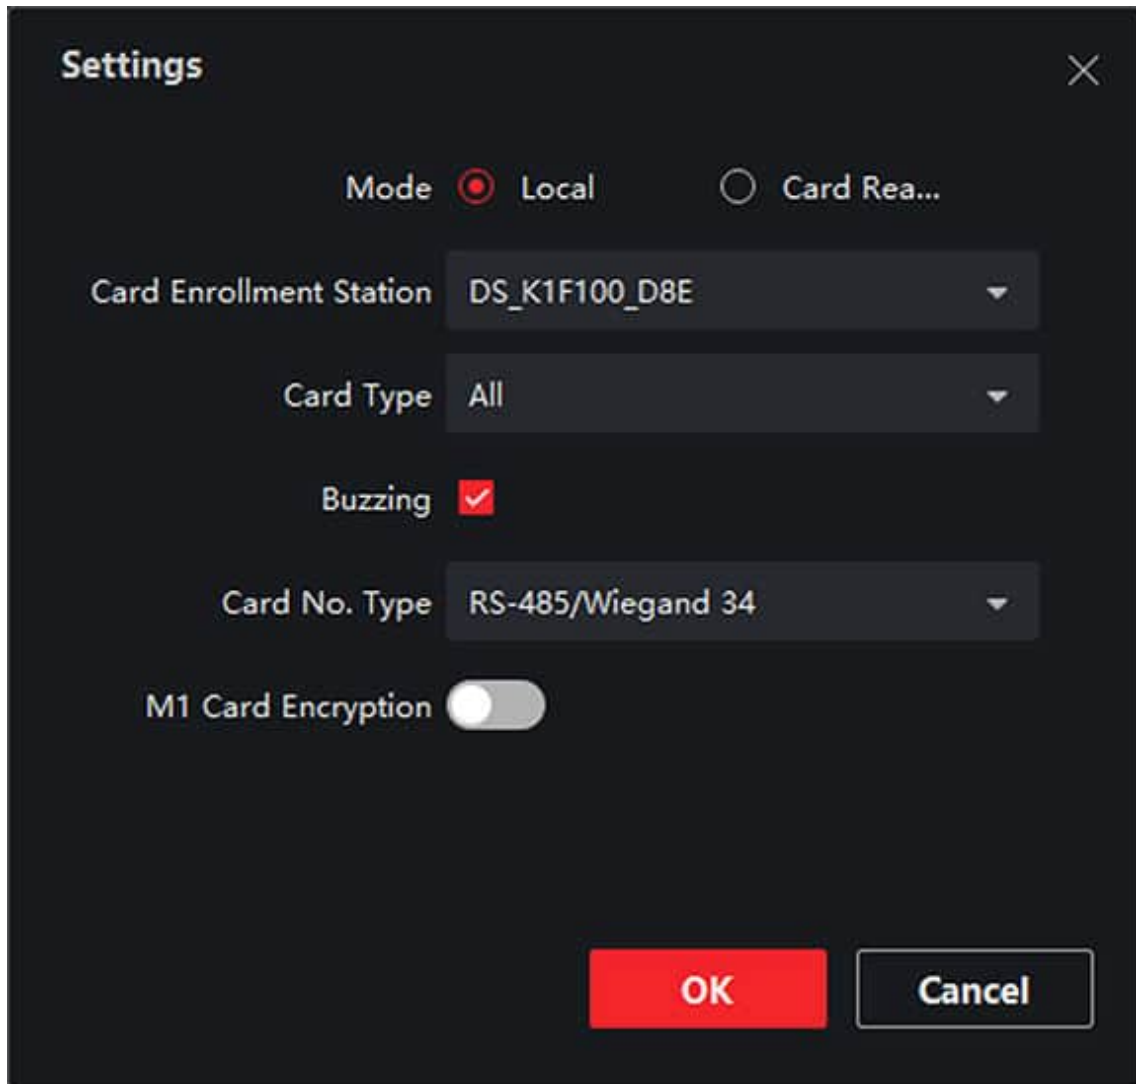 Settings
Mode Local Card Rea...
Card Enrollment Station DS_K1F100_D8E
Card Type All
Buzzing
Card No. Type RS-485/Wiegand 34
M1 Card Encryption
OK Cancel